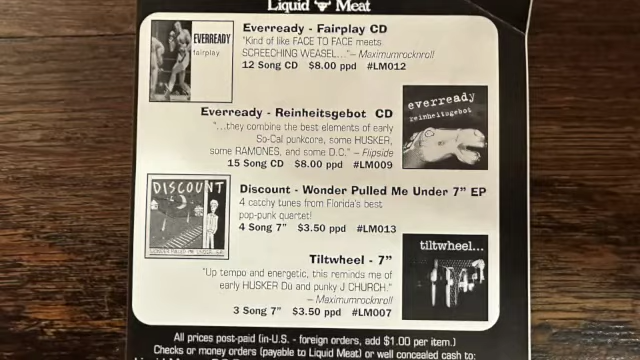 Liquid Meat
EVERREADY
fairplay
Everready - Fairplay CD
"Kind of like FACE TO FACE meets
SCREECHING WEASEL..." – Maximumrocknroll
12 Song CD $8.00 ppd #LM012
Everready - Reinheitsgebot CD
"...they combine the best elements of early
So-Cal punkcore, some HUSKER,
some RAMONES, and some D.C." – Flipside
15 Song CD $8.00 ppd #LM009
everready
reinheitsgebot
DISCOUNT
WONDER PULLED ME UNDER
Discount - Wonder Pulled Me Under 7" EP
4 catchy tunes from Florida's best
pop-punk quartet!
4 Song 7" $3.50 ppd #LM013
Tiltwheel - 7"
"Up tempo and energetic, this reminds me of
early HUSKER Dü and punky J CHURCH."
– Maximumrocknroll
3 Song 7" $3.50 ppd #LM007
tiltwheel...
All prices post-paid (in-U.S. - foreign orders, add $1.00 per item.)
Checks or money orders (payable to Liquid Meat) or well concealed cash to: